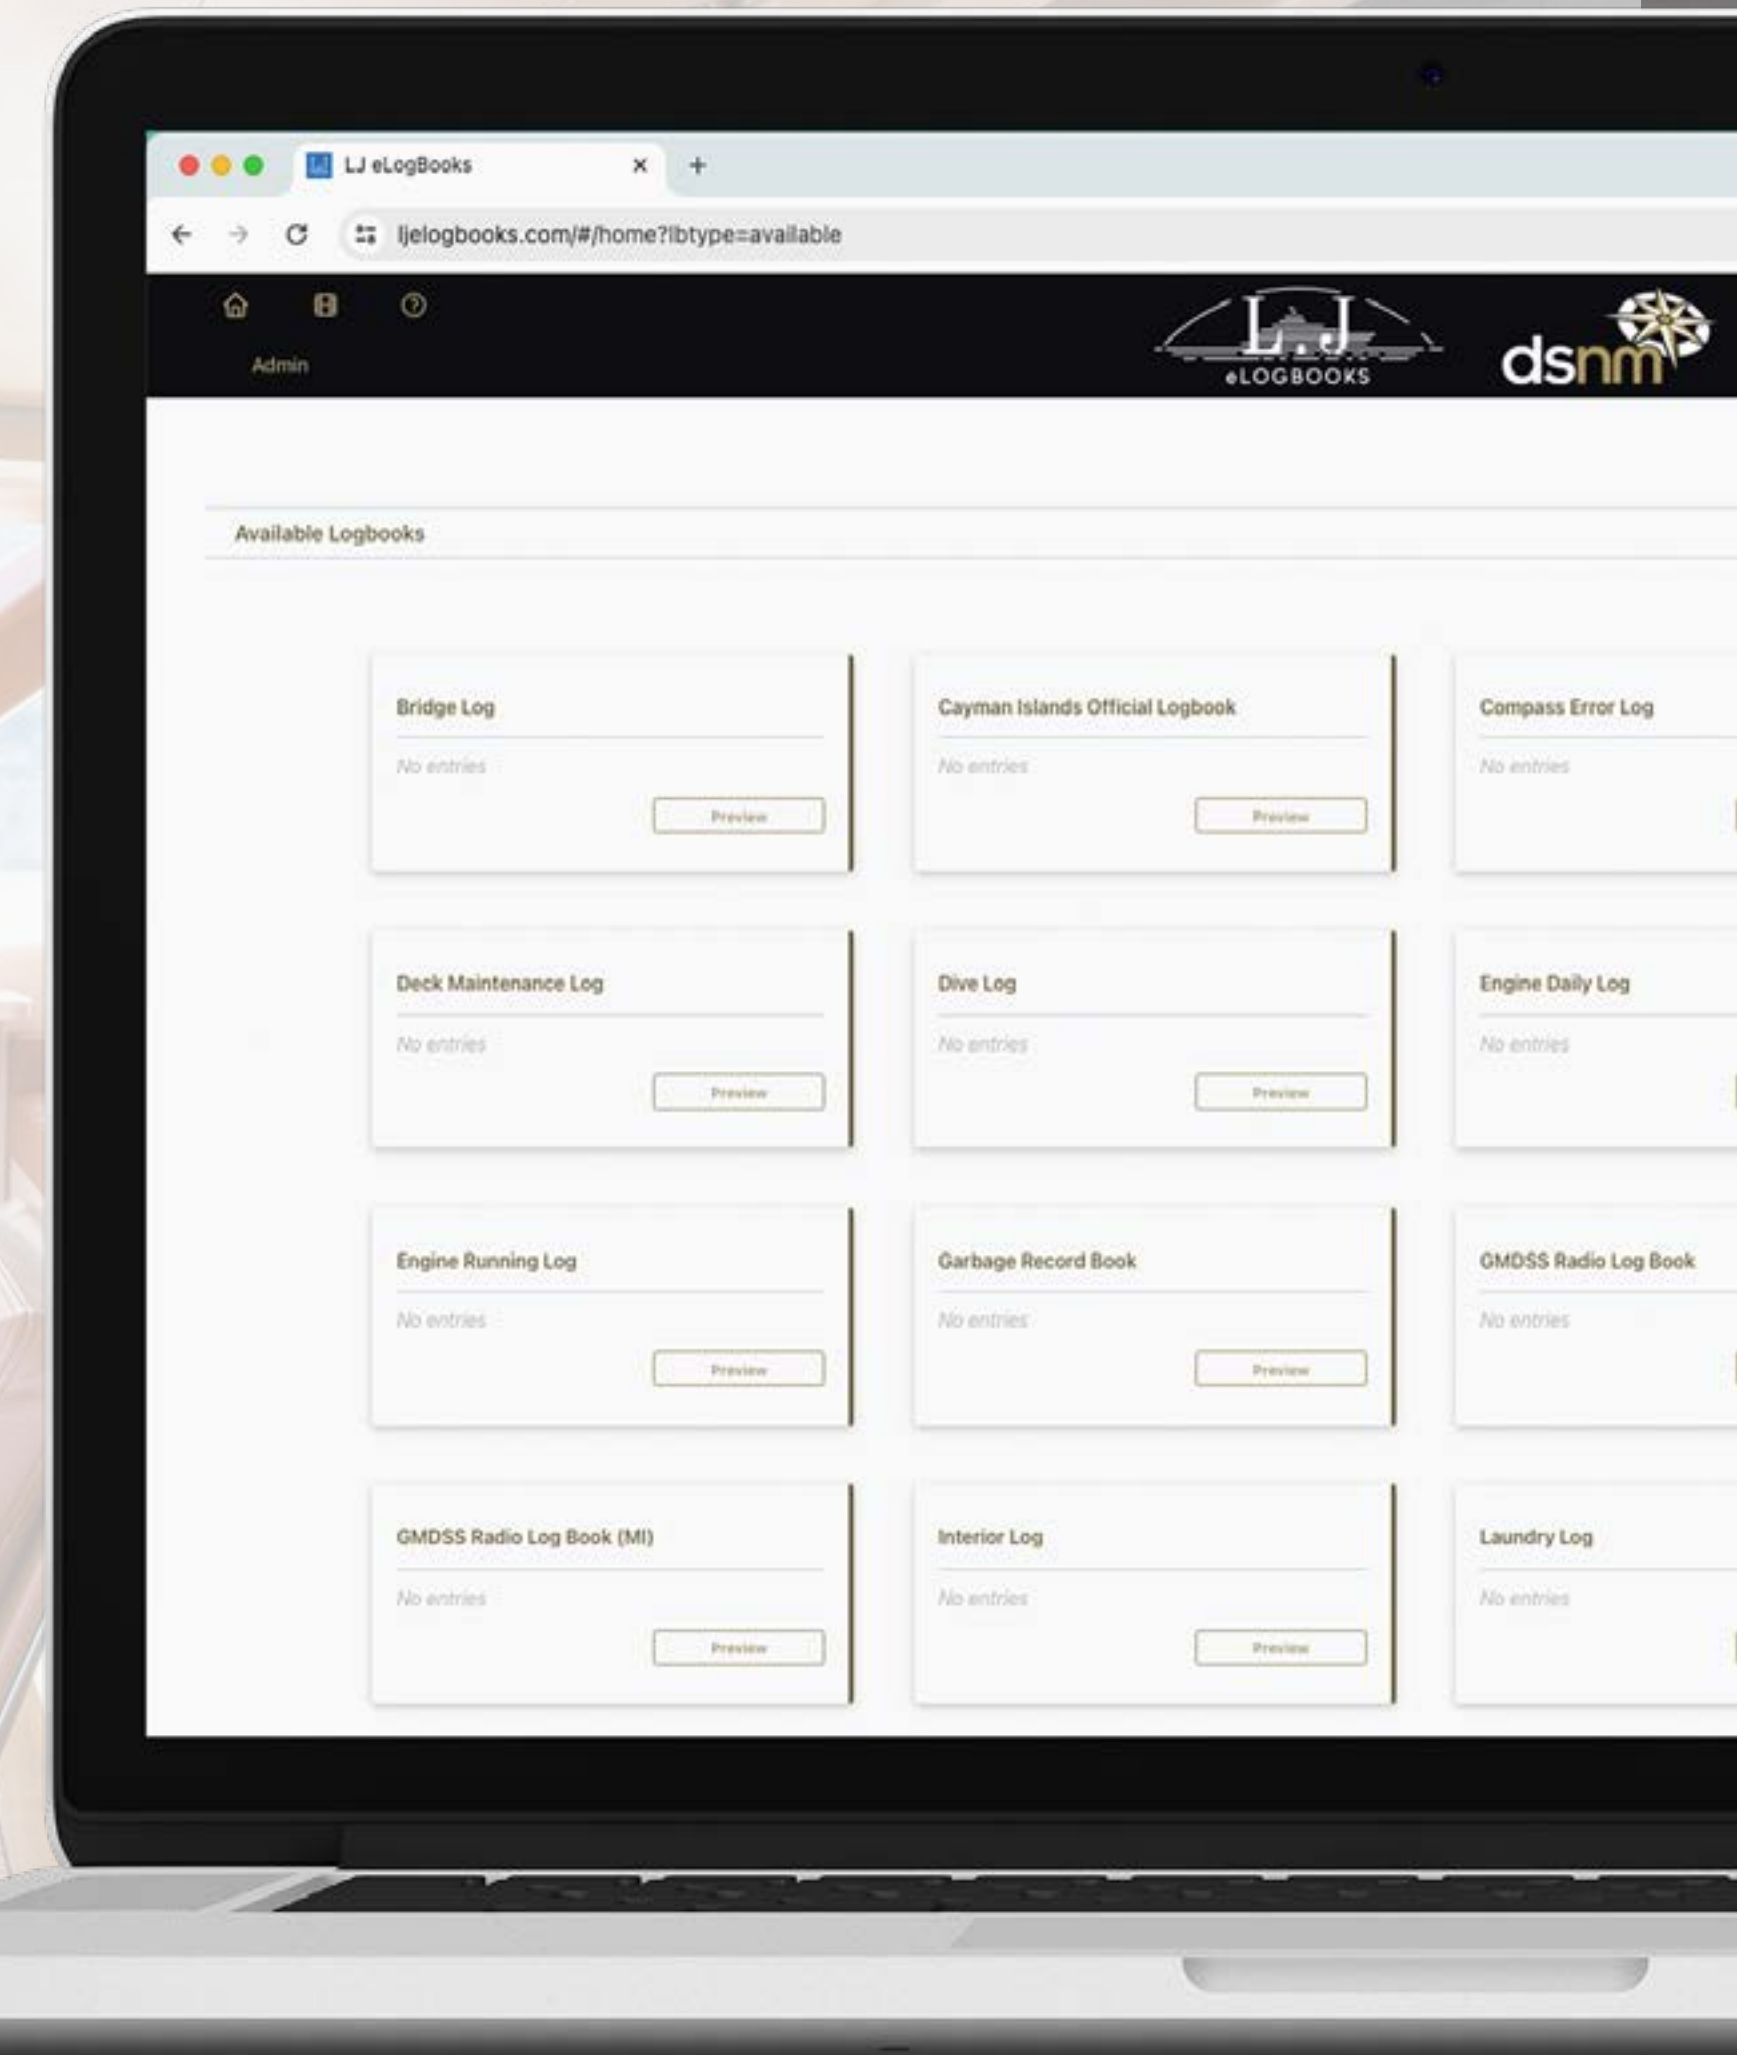 LJ eLogBooks
ljelogbooks.com/#/home?lbtype=available
Admin
LJ
eLOGBOOKS
dsnm
Available Logbooks
Bridge Log
Cayman Islands Official Logbook
Compass Error Log
No entries
No entries
No entries
Preview
Preview
Deck Maintenance Log
Dive Log
Engine Daily Log
No entries
No entries
No entries
Preview
Preview
Engine Running Log
Garbage Record Book
GMDSS Radio Log Book
No entries
No entries
No entries
Preview
Preview
GMDSS Radio Log Book (MI)
Interior Log
Laundry Log
No entries
No entries
No entries
Preview
Preview